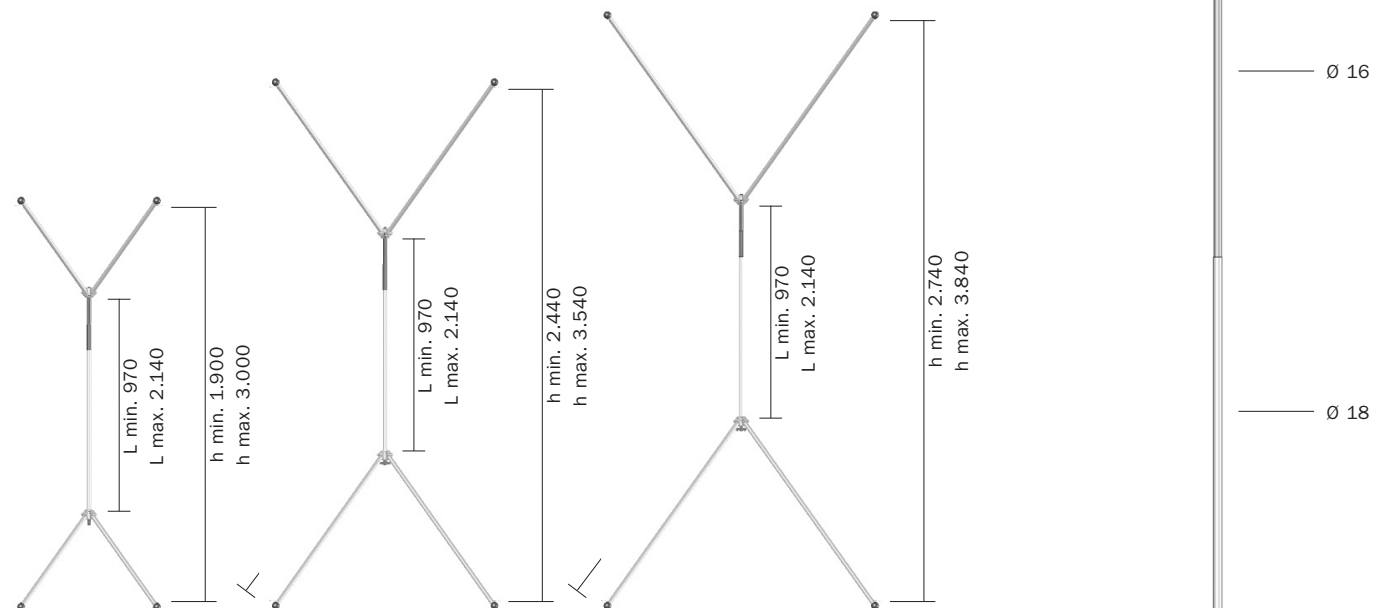 L min. 970
L max. 2.140
h min. 1.900
h max. 3.000
L min. 970
L max. 2.140
h min. 2.440
h max. 3.540
L min. 970
L max. 2.140
h min. 2.740
h max. 3.840
Ø 16
Ø 18